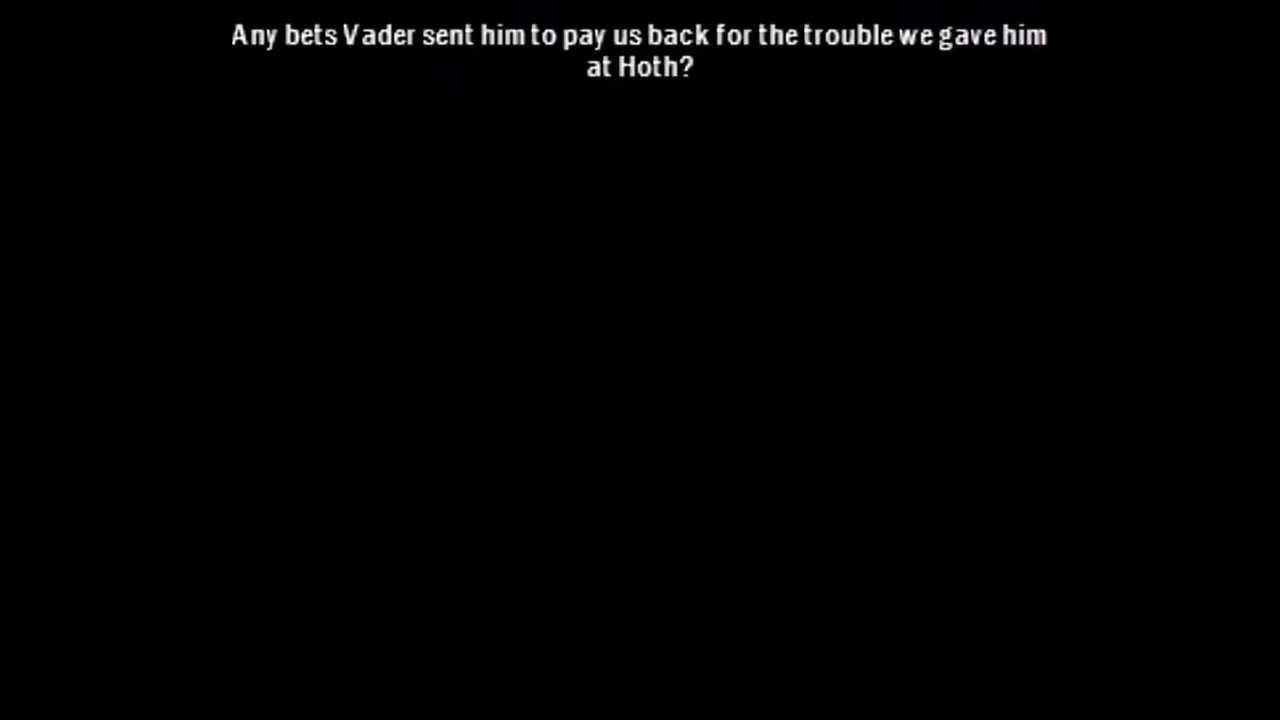 Any bets Vader sent him to pay us back for the trouble we gave him
at Hoth?